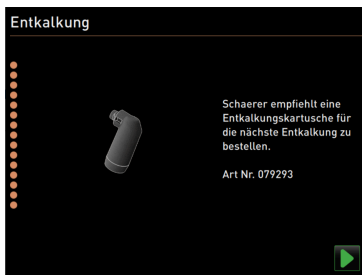 Entkalkung
Schaerer empfiehlt eine
Entkalkungskartusche für
die nächste Entkalkung zu
bestellen.
Art Nr. 079293